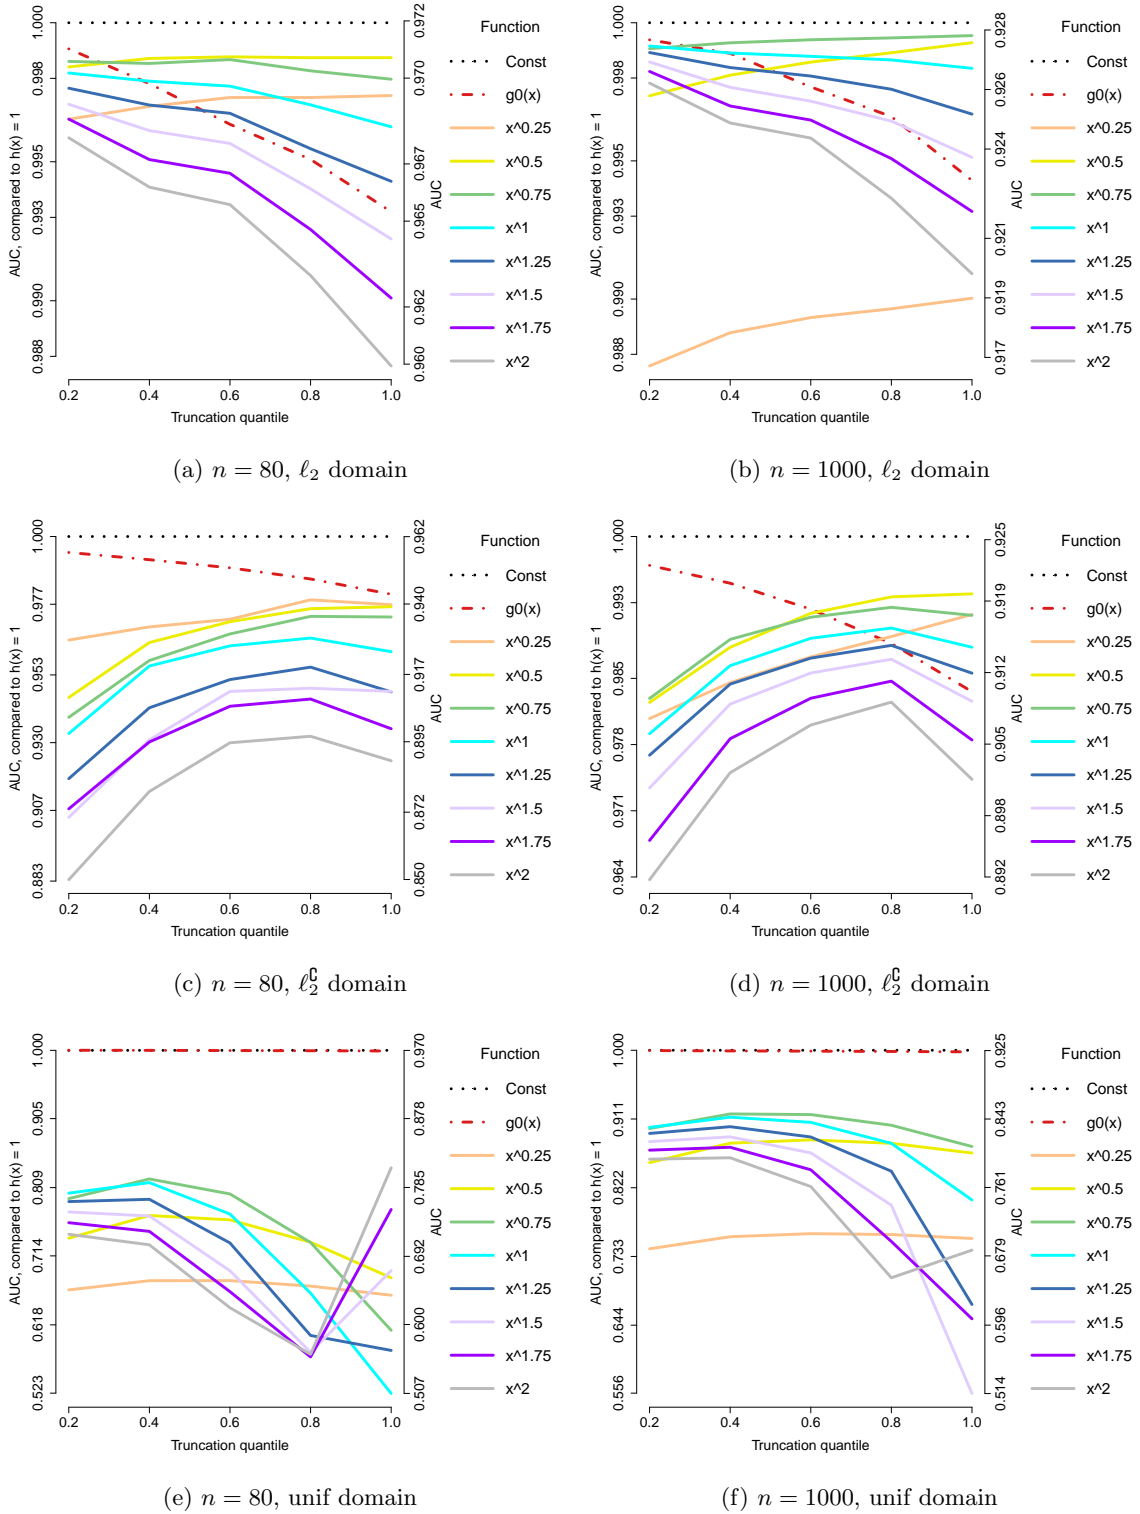 AUC, compared to h(x) = 1
1.000
0.998
0.995
0.993
0.990
0.988
0.2 0.4 0.6 0.8 1.0
Truncation quantile
0.972
0.970
0.967
0.965
0.962
0.960
AUC
Function
Const
g0(x)
x^0.25
x^0.5
x^0.75
x^1
x^1.25
x^1.5
x^1.75
x^2
(a) n = 80, ℓ₂ domain
AUC, compared to h(x) = 1
1.000
0.998
0.995
0.993
0.990
0.988
0.2 0.4 0.6 0.8 1.0
Truncation quantile
0.928
0.926
0.924
0.921
0.919
0.917
AUC
Function
Const
g0(x)
x^0.25
x^0.5
x^0.75
x^1
x^1.25
x^1.5
x^1.75
x^2
(b) n = 1000, ℓ₂ domain
AUC, compared to h(x) = 1
1.000
0.977
0.953
0.930
0.907
0.883
0.2 0.4 0.6 0.8 1.0
Truncation quantile
0.962
0.940
0.917
0.895
0.872
0.850
AUC
Function
Const
g0(x)
x^0.25
x^0.5
x^0.75
x^1
x^1.25
x^1.5
x^1.75
x^2
(c) n = 80, ℓ₂^∁ domain
AUC, compared to h(x) = 1
1.000
0.993
0.985
0.978
0.971
0.964
0.2 0.4 0.6 0.8 1.0
Truncation quantile
0.925
0.919
0.912
0.905
0.898
0.892
AUC
Function
Const
g0(x)
x^0.25
x^0.5
x^0.75
x^1
x^1.25
x^1.5
x^1.75
x^2
(d) n = 1000, ℓ₂^∁ domain
AUC, compared to h(x) = 1
1.000
0.905
0.809
0.714
0.618
0.523
0.2 0.4 0.6 0.8 1.0
Truncation quantile
0.970
0.878
0.785
0.692
0.600
0.507
AUC
Function
Const
g0(x)
x^0.25
x^0.5
x^0.75
x^1
x^1.25
x^1.5
x^1.75
x^2
(e) n = 80, unif domain
AUC, compared to h(x) = 1
1.000
0.911
0.822
0.733
0.644
0.556
0.2 0.4 0.6 0.8 1.0
Truncation quantile
0.925
0.843
0.761
0.679
0.596
0.514
AUC
Function
Const
g0(x)
x^0.25
x^0.5
x^0.75
x^1
x^1.25
x^1.5
x^1.75
x^2
(f) n = 1000, unif domain